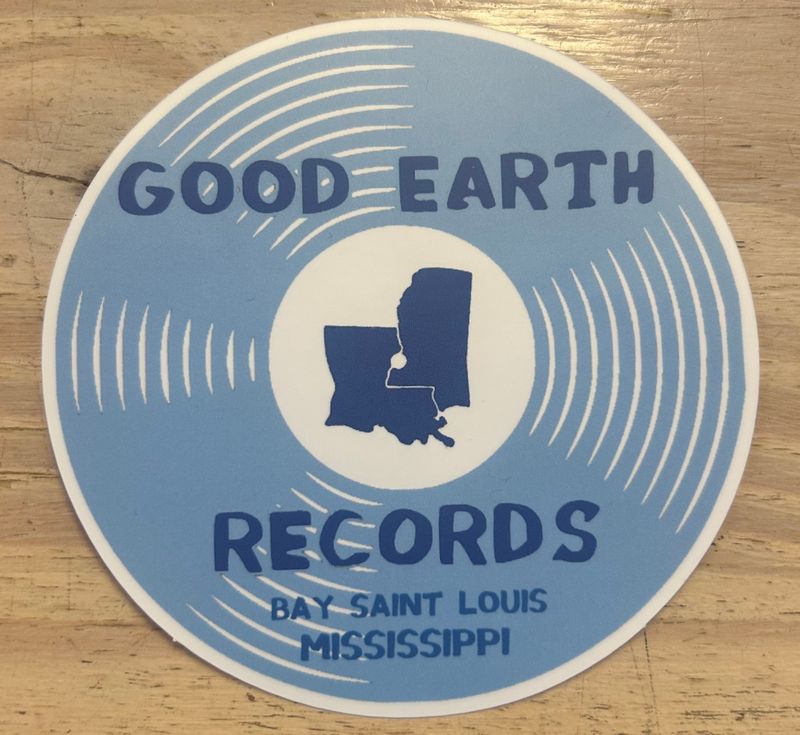 GOOD EARTH
RECORDS
BAY SAINT LOUIS
MISSISSIPPI